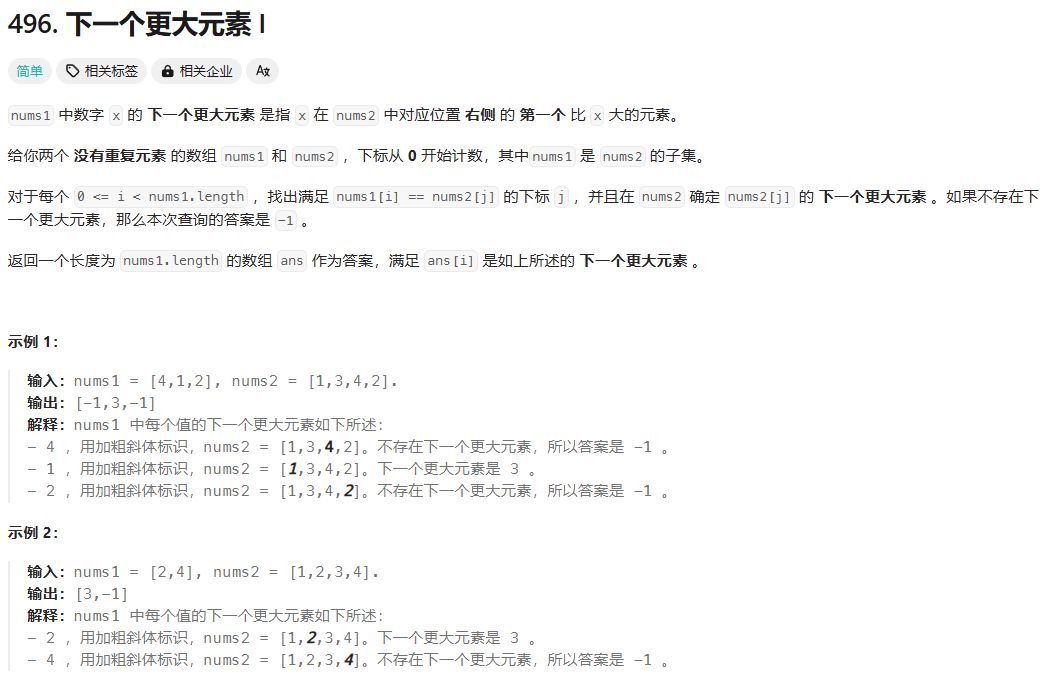 496. 下一个更大元素 I
简单 相关标签 相关企业 A文
nums1 中数字 x 的 下一个更大元素 是指 x 在 nums2 中对应位置 右侧 的 第一个 比 x 大的元素。
给你两个 没有重复元素 的数组 nums1 和 nums2 ，下标从 0 开始计数，其中nums1 是 nums2 的子集。
对于每个 0 <= i < nums1.length ，找出满足 nums1[i] == nums2[j] 的下标 j ，并且在 nums2 确定 nums2[j] 的 下一个更大元素 。如果不存在下
一个更大元素，那么本次查询的答案是 -1 。
返回一个长度为 nums1.length 的数组 ans 作为答案，满足 ans[i] 是如上所述的 下一个更大元素 。
示例 1：
输入：nums1 = [4,1,2], nums2 = [1,3,4,2].
输出：[-1,3,-1]
解释：nums1 中每个值的下一个更大元素如下所述：
- 4 ，用加粗斜体标识，nums2 = [1,3,4,2]。不存在下一个更大元素，所以答案是 -1 。
- 1 ，用加粗斜体标识，nums2 = [1,3,4,2]。下一个更大元素是 3 。
- 2 ，用加粗斜体标识，nums2 = [1,3,4,2]。不存在下一个更大元素，所以答案是 -1 。
示例 2：
输入：nums1 = [2,4], nums2 = [1,2,3,4].
输出：[3,-1]
解释：nums1 中每个值的下一个更大元素如下所述：
- 2 ，用加粗斜体标识，nums2 = [1,2,3,4]。下一个更大元素是 3 。
- 4 ，用加粗斜体标识，nums2 = [1,2,3,4]。不存在下一个更大元素，所以答案是 -1 。